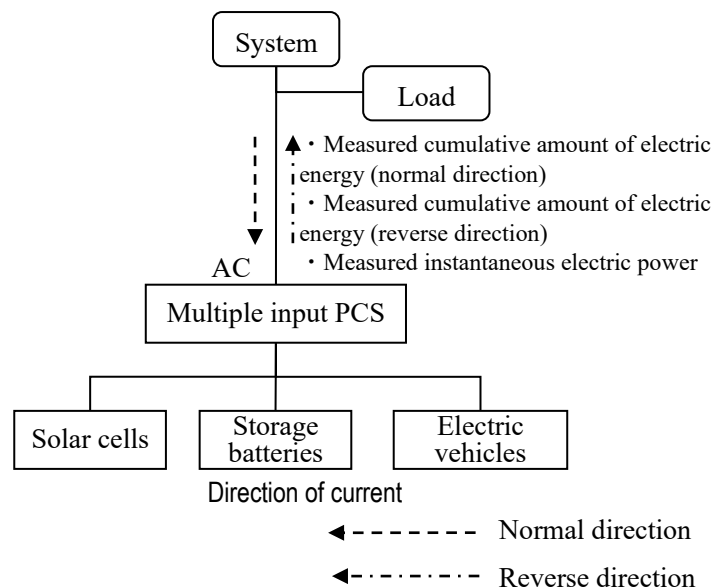 System
Load
・Measured cumulative amount of electric
energy (normal direction)
・Measured cumulative amount of electric
energy (reverse direction)
・Measured instantaneous electric power
AC
Multiple input PCS
Solar cells
Storage
batteries
Electric
vehicles
Direction of current
Normal direction
Reverse direction